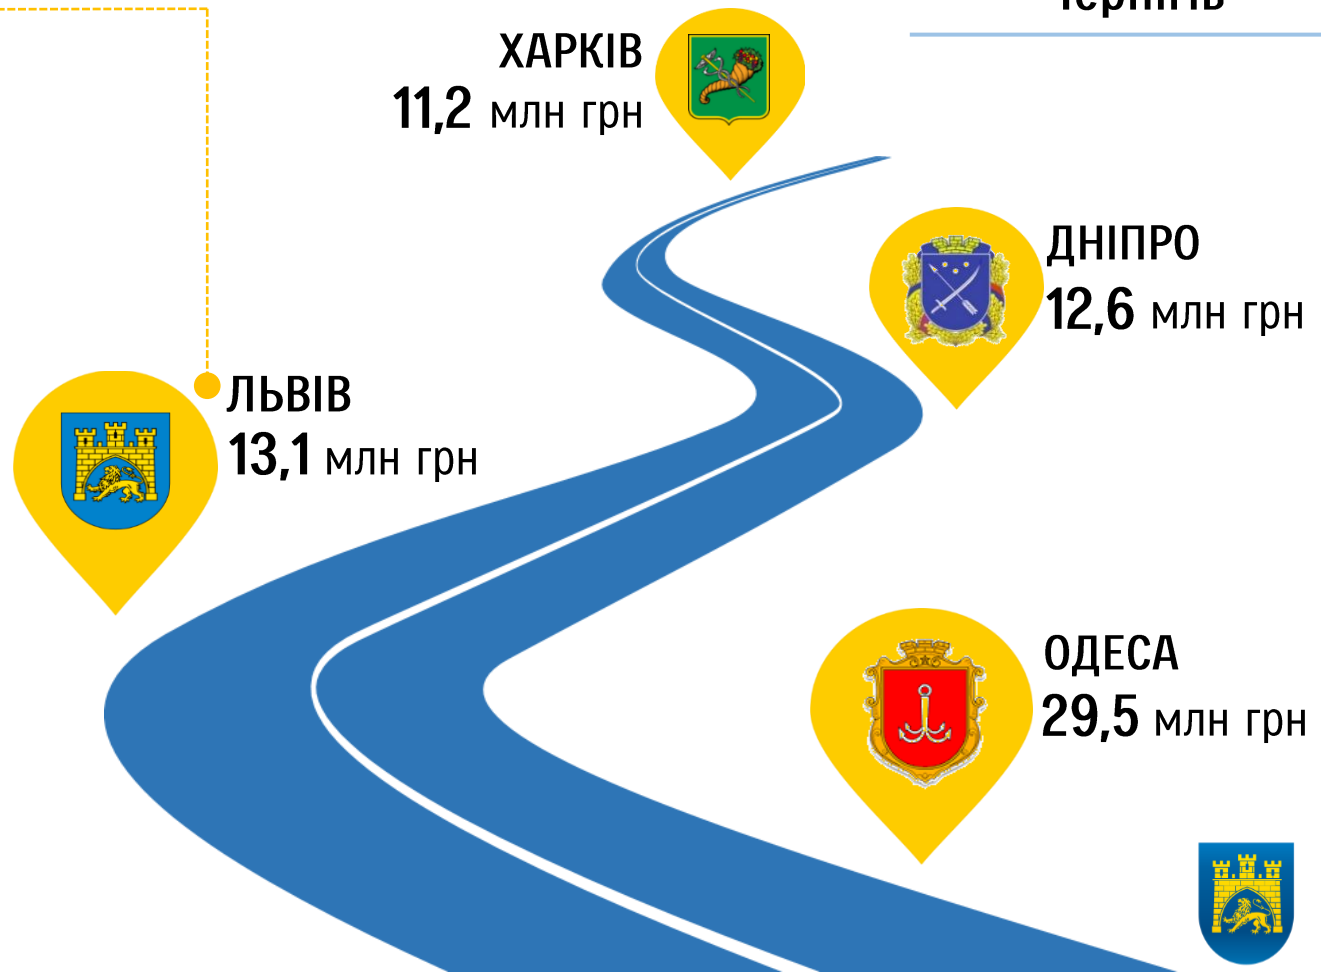 ХАРКІВ
11,2 млн грн
ДНІПРО
12,6 млн грн
ЛЬВІВ
13,1 млн грн
ОДЕСА
29,5 млн грн